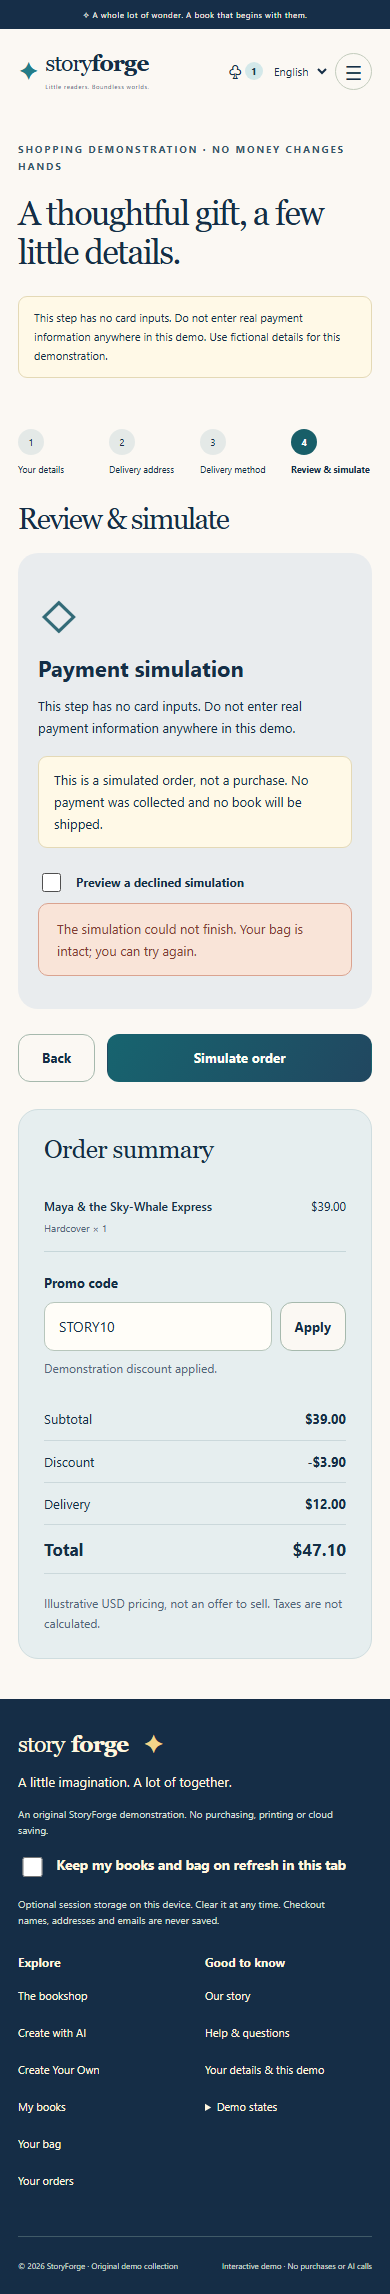 ✧ A whole lot of wonder. A book that begins with them.
storyforge
Little readers. Boundless worlds.
1
English
SHOPPING DEMONSTRATION · NO MONEY CHANGES
HANDS
A thoughtful gift, a few
little details.
This step has no card inputs. Do not enter real payment
information anywhere in this demo. Use fictional details for this
demonstration.
1
2
3
4
Your details
Delivery address
Delivery method
Review & simulate
Review & simulate
Payment simulation
This step has no card inputs. Do not enter real
payment information anywhere in this demo.
This is a simulated order, not a purchase. No
payment was collected and no book will be
shipped.
Preview a declined simulation
The simulation could not finish. Your bag is
intact; you can try again.
Back
Simulate order
Order summary
Maya & the Sky-Whale Express $39.00
Hardcover × 1
Promo code
STORY10
Apply
Demonstration discount applied.
Subtotal $39.00
Discount -$3.90
Delivery $12.00
Total $47.10
Illustrative USD pricing, not an offer to sell. Taxes are not
calculated.
story forge
A little imagination. A lot of together.
An original StoryForge demonstration. No purchasing, printing or cloud
saving.
Keep my books and bag on refresh in this tab
Optional session storage on this device. Clear it at any time. Checkout
names, addresses and emails are never saved.
Explore
The bookshop
Create with AI
Create Your Own
My books
Your bag
Your orders
Good to know
Our story
Help & questions
Your details & this demo
Demo states
© 2026 StoryForge · Original demo collection
Interactive demo · No purchases or AI calls